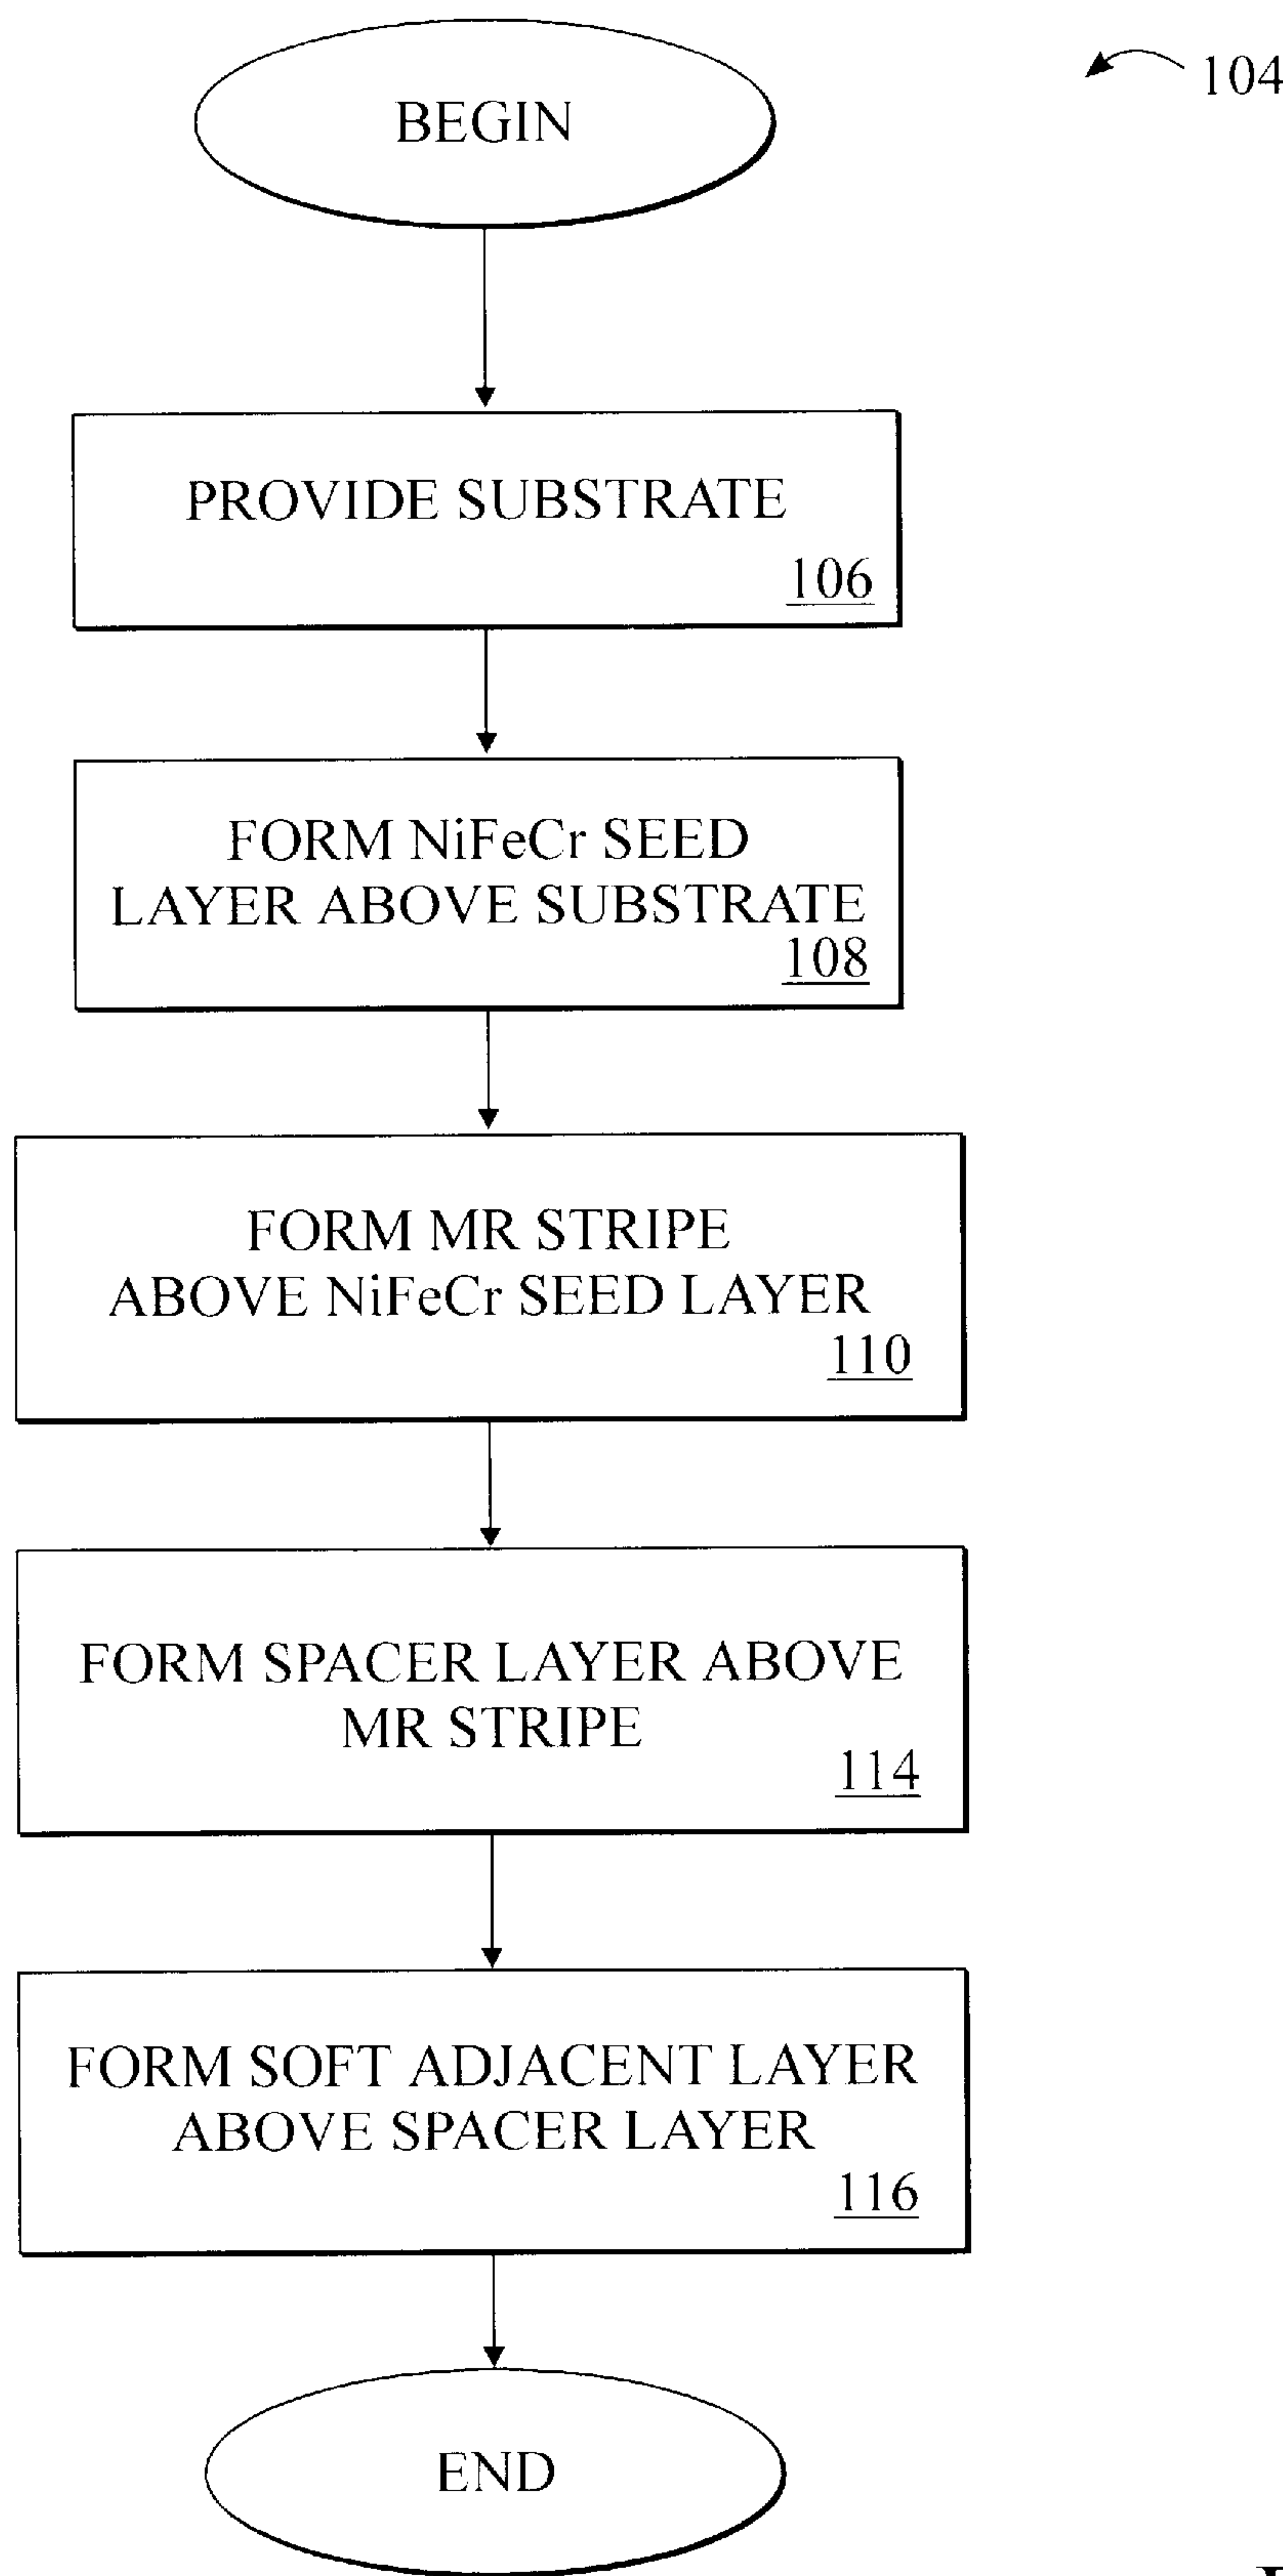 104
BEGIN
PROVIDE SUBSTRATE
106
FORM NiFeCr SEED
LAYER ABOVE SUBSTRATE
108
FORM MR STRIPE
ABOVE NiFeCr SEED LAYER
110
FORM SPACER LAYER ABOVE
MR STRIPE
114
FORM SOFT ADJACENT LAYER
ABOVE SPACER LAYER
116
END